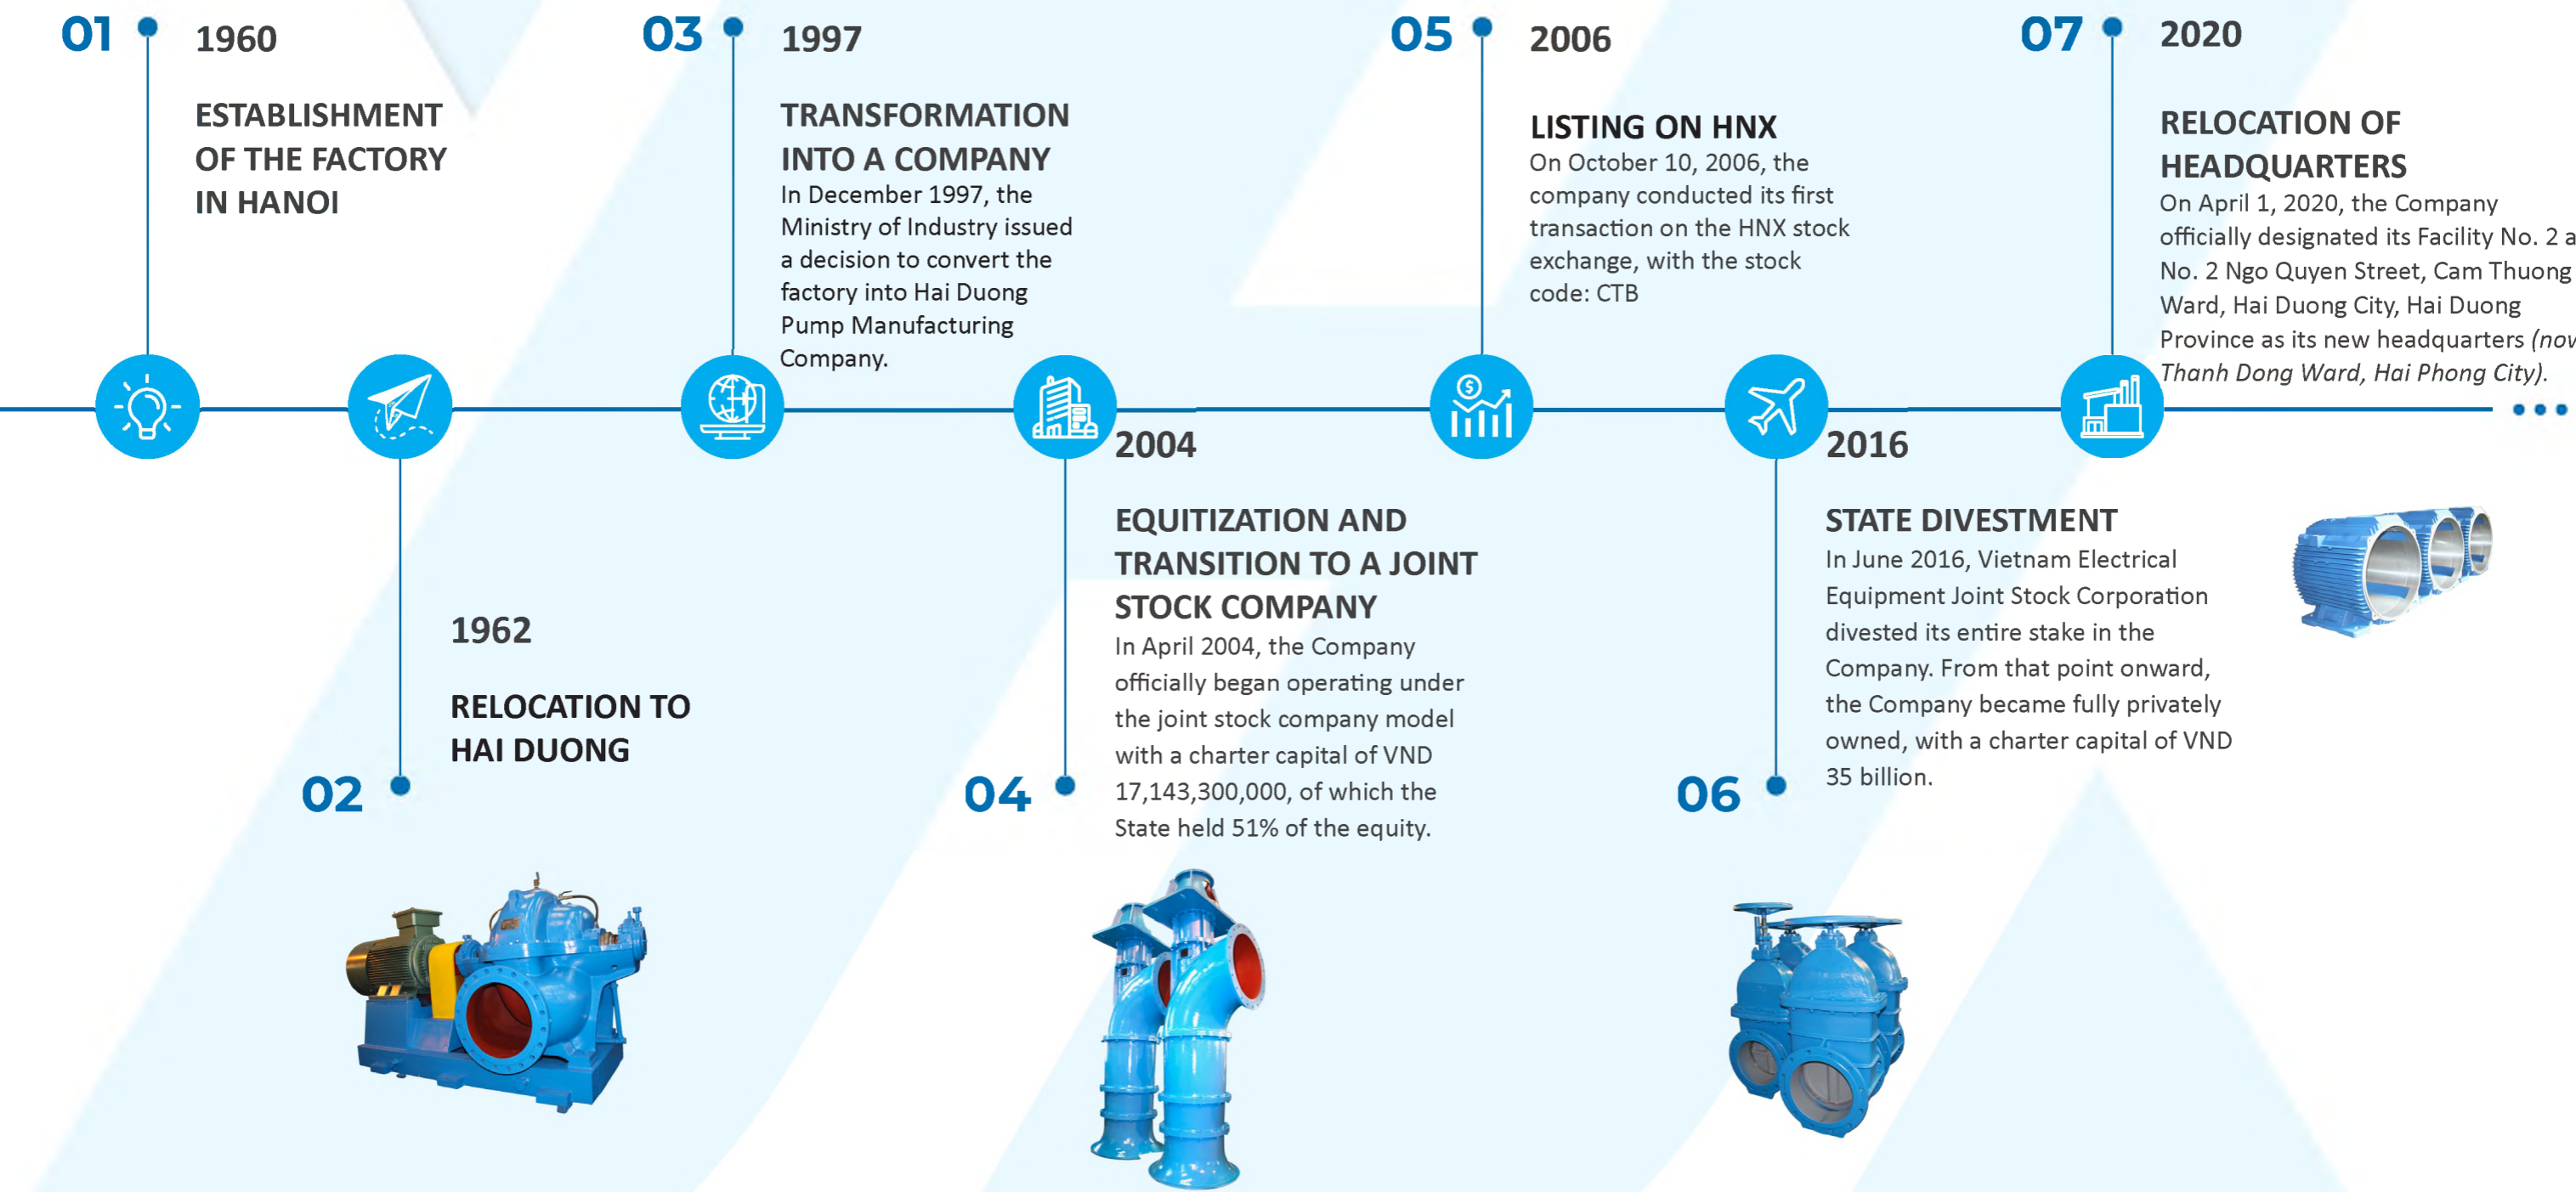 01
1960
ESTABLISHMENT
OF THE FACTORY
IN HANOI
02
1962
RELOCATION TO
HAI DUONG
03
1997
TRANSFORMATION
INTO A COMPANY
In December 1997, the
Ministry of Industry issued
a decision to convert the
factory into Hai Duong
Pump Manufacturing
Company.
04
2004
EQUITIZATION AND
TRANSITION TO A JOINT
STOCK COMPANY
In April 2004, the Company
officially began operating under
the joint stock company model
with a charter capital of VND
17,143,300,000, of which the
State held 51% of the equity.
05
2006
LISTING ON HNX
On October 10, 2006, the
company conducted its first
transaction on the HNX stock
exchange, with the stock
code: CTB
06
2016
STATE DIVESTMENT
In June 2016, Vietnam Electrical
Equipment Joint Stock Corporation
divested its entire stake in the
Company. From that point onward,
the Company became fully privately
owned, with a charter capital of VND
35 billion.
07
2020
RELOCATION OF
HEADQUARTERS
On April 1, 2020, the Company
officially designated its Facility No. 2
No. 2 Ngo Quyen Street, Cam Thuong
Ward, Hai Duong City, Hai Duong
Province as its new headquarters
Thanh Dong Ward, Hai Phong City).